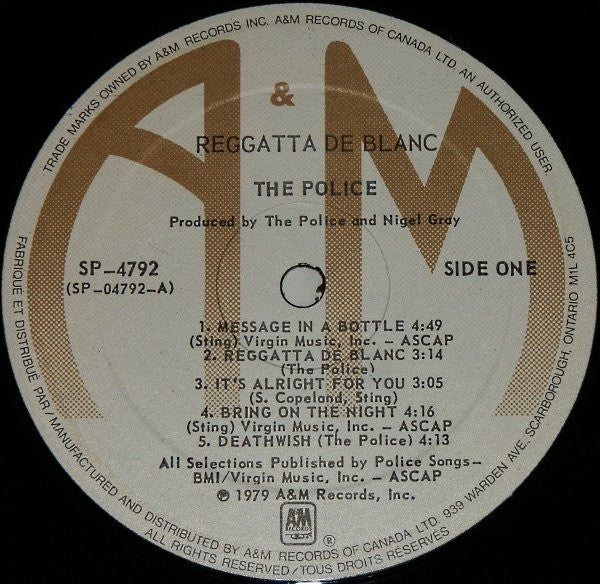 TRADE MARKS OWNED BY A&M RECORDS INC. A&M RECORDS OF CANADA LTD. AN AUTHORIZED USER.
&
REGGATTA DE BLANC
THE POLICE
Produced by The Police and Nigel Gray
SP–4792
(SP–04792–A)
SIDE ONE
1. MESSAGE IN A BOTTLE 4:49
(Sting) Virgin Music, Inc. – ASCAP
2. REGGATTA DE BLANC 3:14
(The Police)
3. IT'S ALRIGHT FOR YOU 3:05
(S. Copeland, Sting)
4. BRING ON THE NIGHT 4:16
(Sting) Virgin Music, Inc. – ASCAP
5. DEATHWISH (The Police) 4:13
All Selections Published by Police Songs–
BMI/Virgin Music, Inc. – ASCAP
℗ 1979 A&M Records, Inc.
A&M
RECORDS
®
FABRIQUÉ ET DISTRIBUÉ PAR/MANUFACTURED AND DISTRIBUTED BY A&M RECORDS OF CANADA LTD. 939 WARDEN AVE, SCARBOROUGH, ONTARIO M1L 4C5
ALL RIGHTS RESERVED/TOUS DROITS RESERVÉS